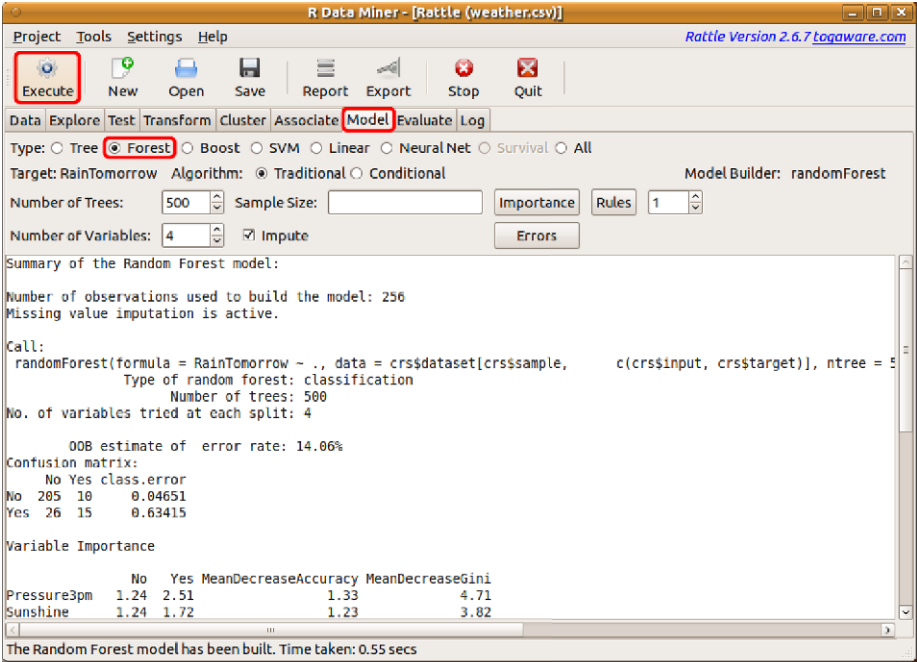 R Data Miner - [Rattle (weather.csv)]
Project Tools Settings Help Rattle Version 2.6.7 togaware.com
Execute New Open Save Report Export Stop Quit
Data Explore Test Transform Cluster Associate Model Evaluate Log
Type: Tree Forest Boost SVM Linear Neural Net Survival All
Target: RainTomorrow Algorithm: Traditional Conditional Model Builder: randomForest
Number of Trees: 500 Sample Size: Importance Rules 1
Number of Variables: 4 Impute Errors
Summary of the Random Forest model:
Number of observations used to build the model: 256
Missing value imputation is active.
Call:
randomForest(formula = RainTomorrow ~ ., data = crs$dataset[crs$sample, c(crs$input, crs$target)], ntree = 5
Type of random forest: classification
Number of trees: 500
No. of variables tried at each split: 4
OOB estimate of error rate: 14.06%
Confusion matrix:
No Yes class.error
No 205 10 0.04651
Yes 26 15 0.63415
Variable Importance
No Yes MeanDecreaseAccuracy MeanDecreaseGini
Pressure3pm 1.24 2.51 1.33 4.71
Sunshine 1.24 1.72 1.23 3.82
The Random Forest model has been built. Time taken: 0.55 secs